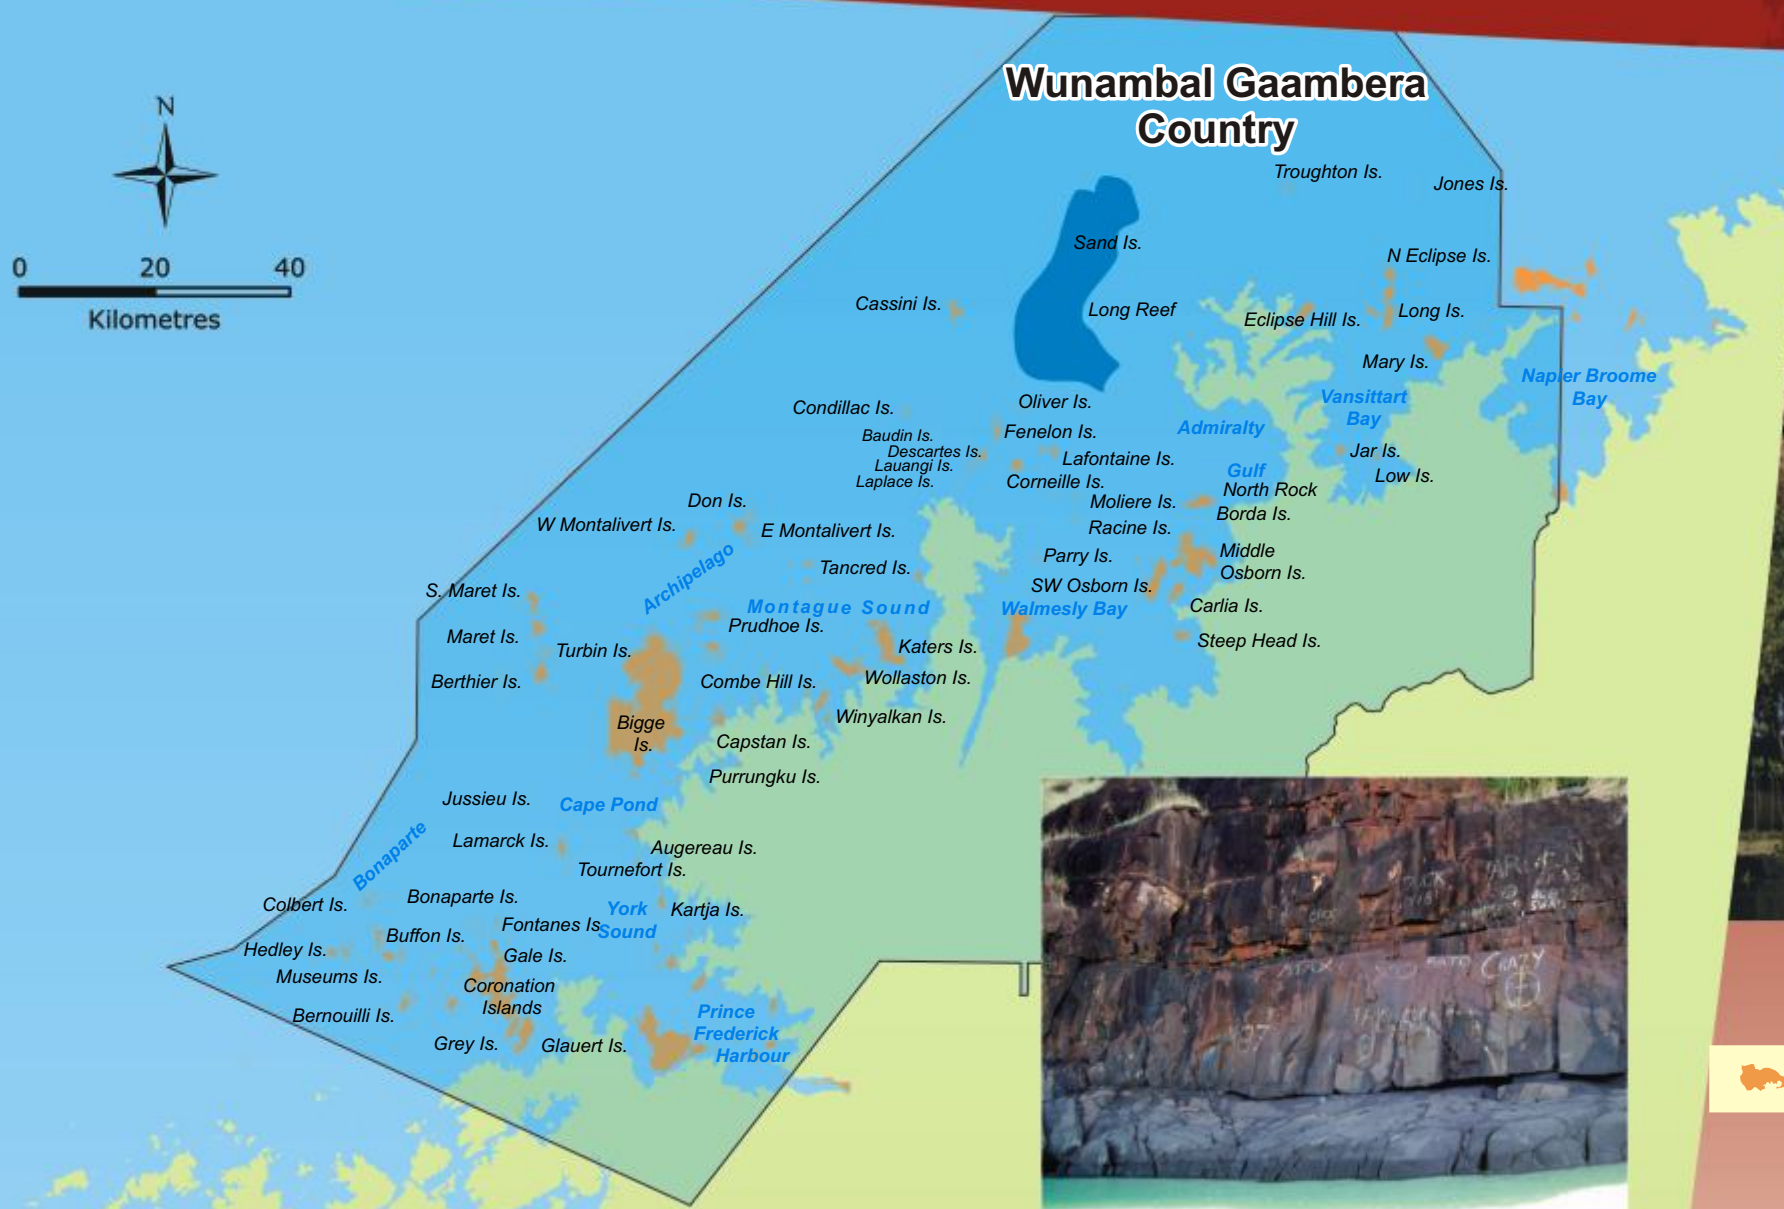 Wunambal Gaambera
Country
N
0 20 40
Kilometres
Troughton Is.
Jones Is.
Sand Is.
N Eclipse Is.
Cassini Is.
Long Reef
Eclipse Hill Is.
Long Is.
Mary Is.
Napier Broome
Bay
Vansittart
Bay
Condillac Is.
Oliver Is.
Baudin Is.
Fenelon Is.
Admiralty
Gulf
Descartes Is.
Lauangi Is.
Laplace Is.
Lafontaine Is.
Corneille Is.
Jar Is.
Low Is.
North Rock
Moliere Is.
Borda Is.
Don Is.
W Montalivert Is.
E Montalivert Is.
Racine Is.
Parry Is.
Middle
Osborn Is.
Archipelago
Tancred Is.
SW Osborn Is.
S. Maret Is.
Montague Sound
Walmesly Bay
Carlia Is.
Maret Is.
Prudhoe Is.
Turbin Is.
Katers Is.
Steep Head Is.
Berthier Is.
Combe Hill Is.
Wollaston Is.
Bigge
Is.
Winyalkan Is.
Capstan Is.
Purrungku Is.
Jussieu Is.
Cape Pond
Lamarck Is.
Augereau Is.
Tournefort Is.
Bonaparte
Colbert Is.
Bonaparte Is.
York
Sound
Kartja Is.
Fontanes Is
Buffon Is.
Hedley Is.
Gale Is.
Museums Is.
Coronation
Islands
Bernouilli Is.
Prince
Frederick
Harbour
Grey Is.
Glauert Is.
CRAZY